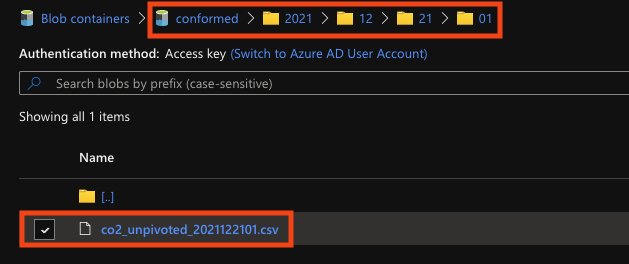 Blob containers > conformed > 2021 > 12 > 21 > 01
Authentication method: Access key (Switch to Azure AD User Account)
Search blobs by prefix (case-sensitive)
Showing all 1 items
Name
[..]
co2_unpivoted_2021122101.csv